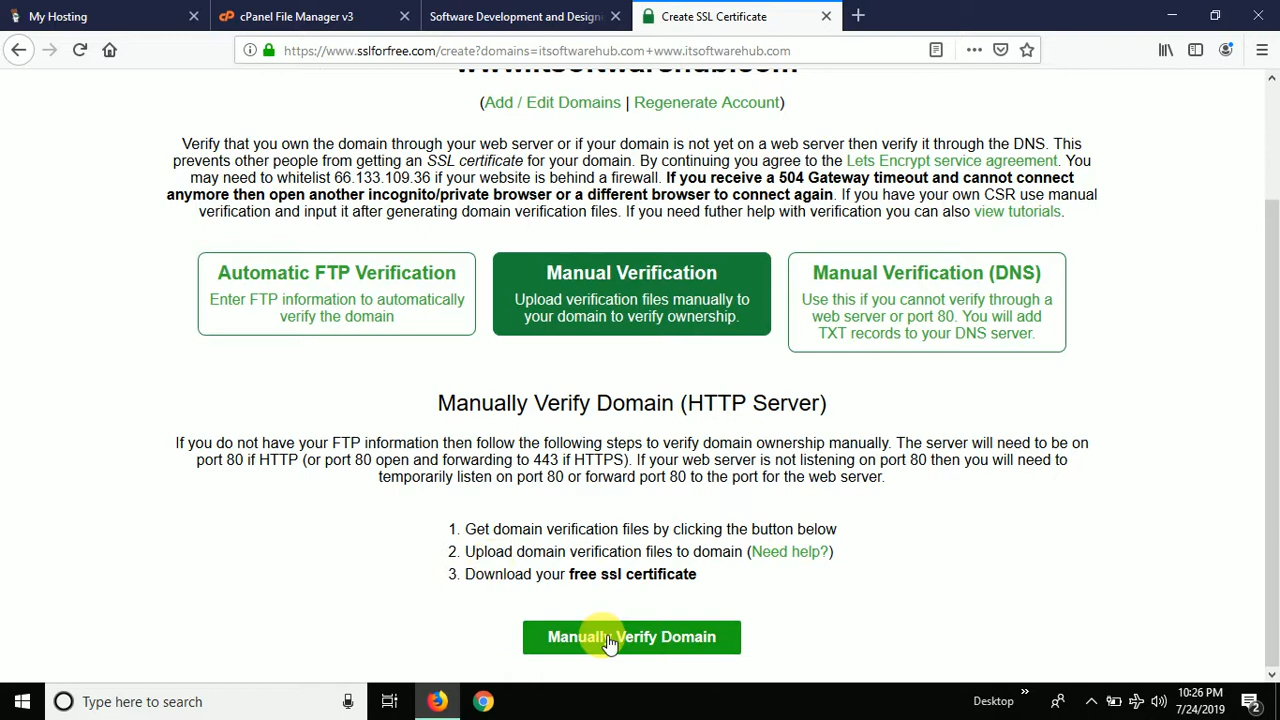 My Hosting
cPanel File Manager v3
Software Development and Design
Create SSL Certificate
https://www.sslforfree.com/create?domains=itsoftwarehub.com+www.itsoftwarehub.com
www.itsoftwarehub.com
(Add / Edit Domains | Regenerate Account)
Verify that you own the domain through your web server or if your domain is not yet on a web server then verify it through the DNS. This
prevents other people from getting an SSL certificate for your domain. By continuing you agree to the Lets Encrypt service agreement. You
may need to whitelist 66.133.109.36 if your website is behind a firewall. If you receive a 504 Gateway timeout and cannot connect
anymore then open another incognito/private browser or a different browser to connect again. If you have your own CSR use manual
verification and input it after generating domain verification files. If you need futher help with verification you can also view tutorials.
Automatic FTP Verification
Enter FTP information to automatically
verify the domain
Manual Verification
Upload verification files manually to
your domain to verify ownership.
Manual Verification (DNS)
Use this if you cannot verify through a
web server or port 80. You will add
TXT records to your DNS server.
Manually Verify Domain (HTTP Server)
If you do not have your FTP information then follow the following steps to verify domain ownership manually. The server will need to be on
port 80 if HTTP (or port 80 open and forwarding to 443 if HTTPS). If your web server is not listening on port 80 then you will need to
temporarily listen on port 80 or forward port 80 to the port for the web server.
1. Get domain verification files by clicking the button below
2. Upload domain verification files to domain (Need help?)
3. Download your free ssl certificate
Manually Verify Domain
Type here to search
Desktop
10:26 PM
7/24/2019
2